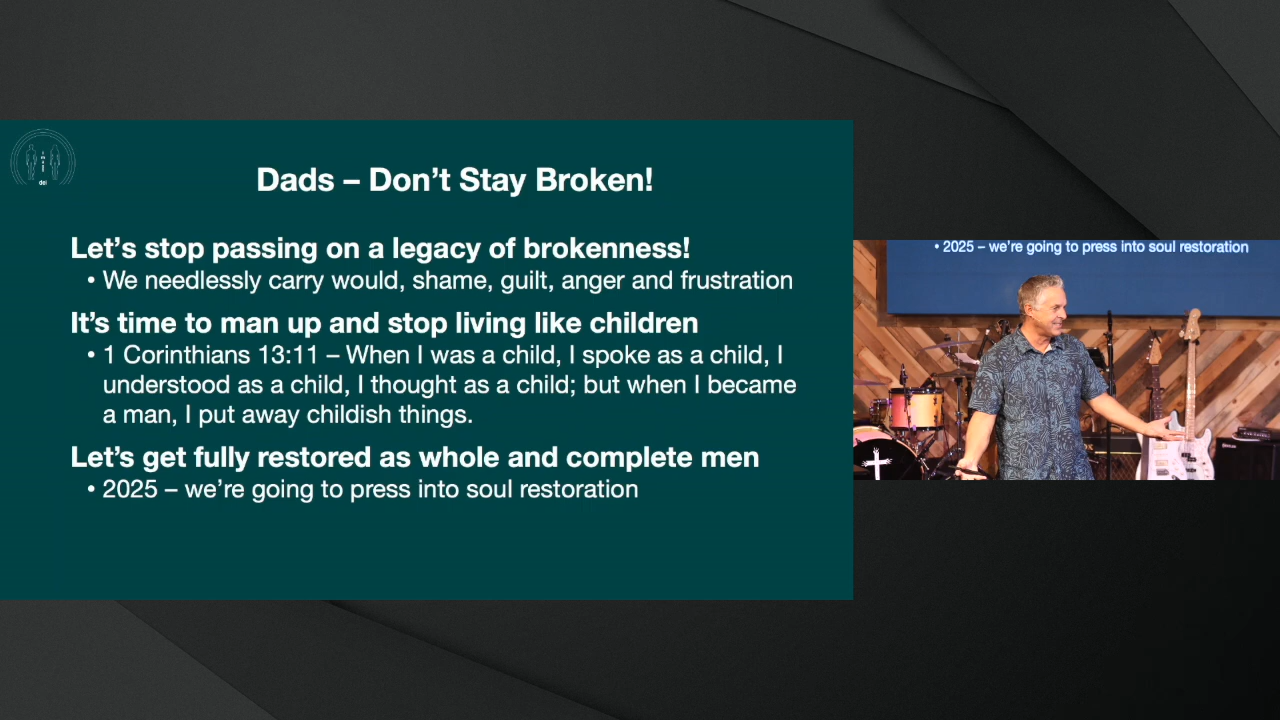 dei
Dads – Don't Stay Broken!
Let's stop passing on a legacy of brokenness!
• We needlessly carry would, shame, guilt, anger and frustration
It's time to man up and stop living like children
• 1 Corinthians 13:11 – When I was a child, I spoke as a child, I
understood as a child, I thought as a child; but when I became
a man, I put away childish things.
Let's get fully restored as whole and complete men
• 2025 – we're going to press into soul restoration
• 2025 – we're going to press into soul restoration